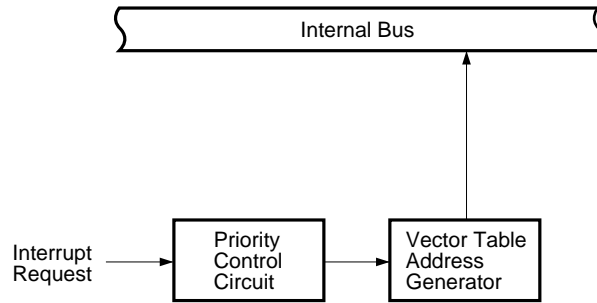 Internal Bus
Interrupt
Request
Priority
Control
Circuit
Vector Table
Address
Generator